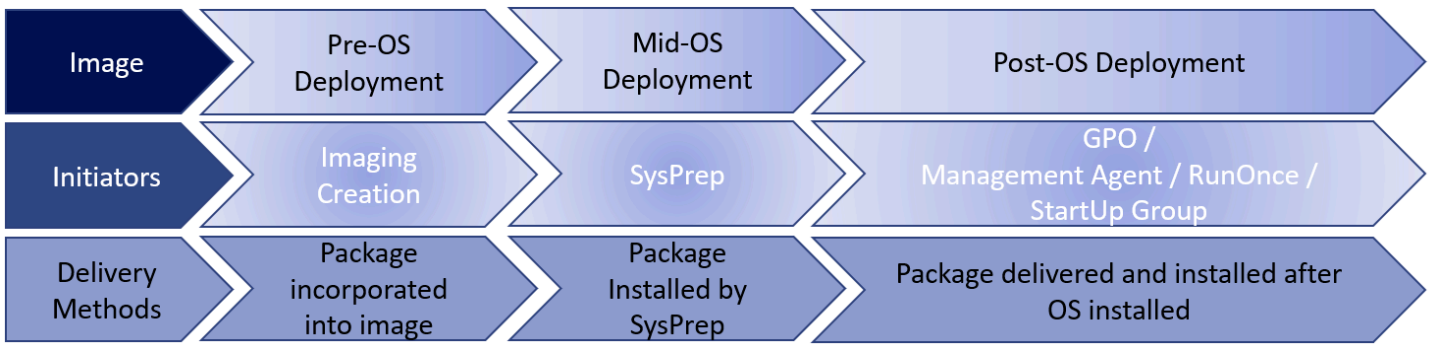 Image
Pre-OS
Deployment
Mid-OS
Deployment
Post-OS Deployment
Initiators
Imaging
Creation
SysPrep
GPO /
Management Agent / RunOnce /
StartUp Group
Delivery
Methods
Package
incorporated
into image
Package
Installed by
SysPrep
Package delivered and installed after
OS installed